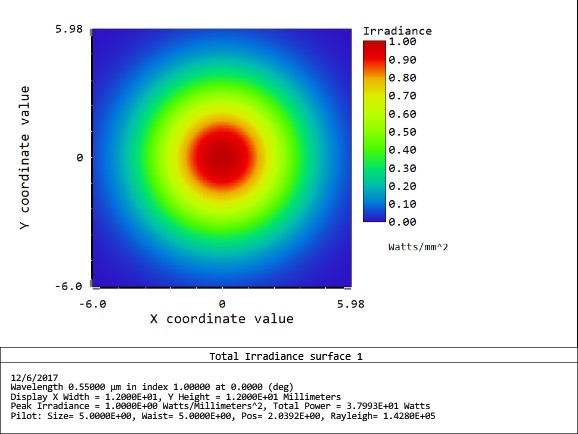 Irradiance
5.98
1.00
0.90
0.80
0.70
0.60
0.50
0.40
0.30
0.20
0.10
0.00
Y coordinate value
0
Watts/mm^2
-6.0
-6.0 0 5.98
X coordinate value
Total Irradiance surface 1
12/6/2017
Wavelength 0.55000 µm in index 1.00000 at 0.0000 (deg)
Display X Width = 1.2000E+01, Y Height = 1.2000E+01 Millimeters
Peak Irradiance = 1.0000E+00 Watts/Millimeters^2, Total Power = 3.7993E+01 Watts
Pilot: Size= 5.0000E+00, Waist= 5.0000E+00, Pos= 2.0392E+00, Rayleigh= 1.4280E+05